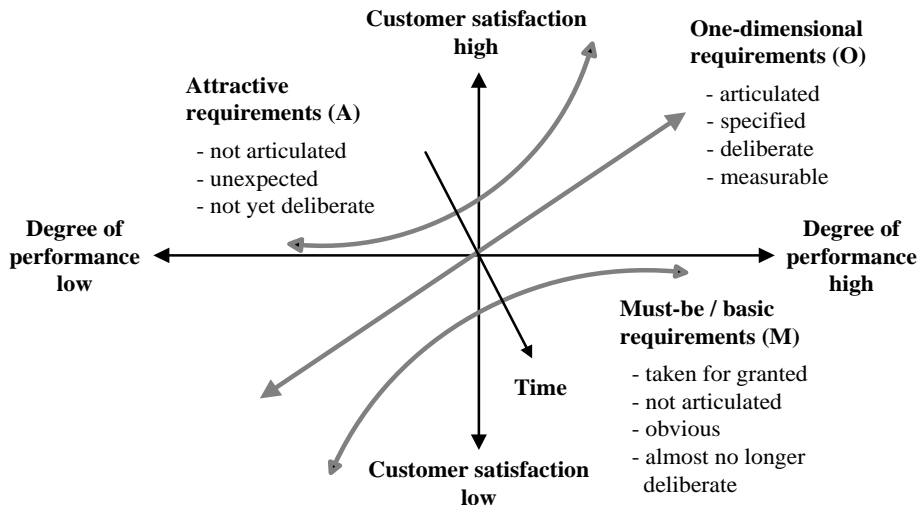 Customer satisfaction
high
One-dimensional
requirements (O)
- articulated
- specified
- deliberate
- measurable
Attractive
requirements (A)
- not articulated
- unexpected
- not yet deliberate
Degree of
performance
low
Degree of
performance
high
Must-be / basic
requirements (M)
- taken for granted
- not articulated
- obvious
- almost no longer
deliberate
Time
Customer satisfaction
low